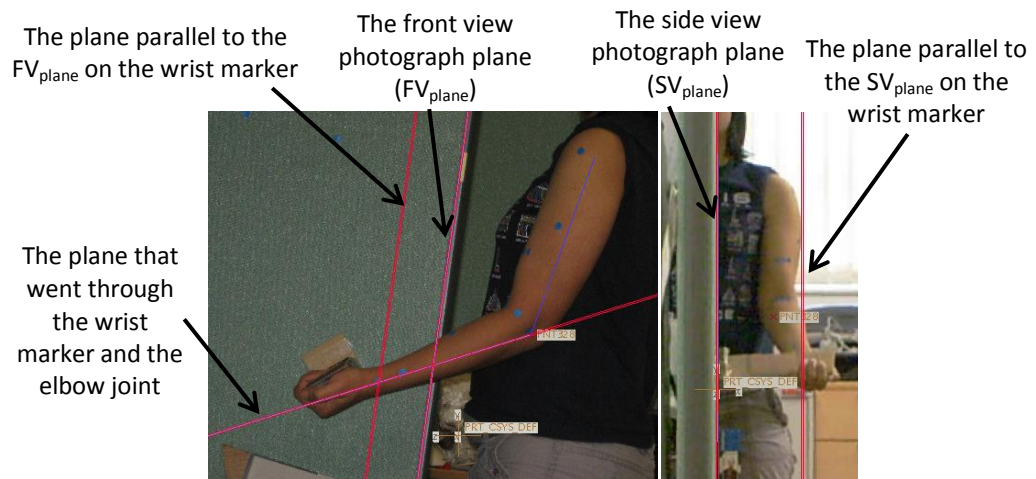 The plane parallel to the
FVplane on the wrist marker
The front view
photograph plane
(FVplane)
The side view
photograph plane
(SVplane)
The plane parallel to
the SVplane on the
wrist marker
The plane that
went through
the wrist
marker and the
elbow joint
PNT328
PRT_CSYS_DEF
PNT328
PRT_CSYS_DEF